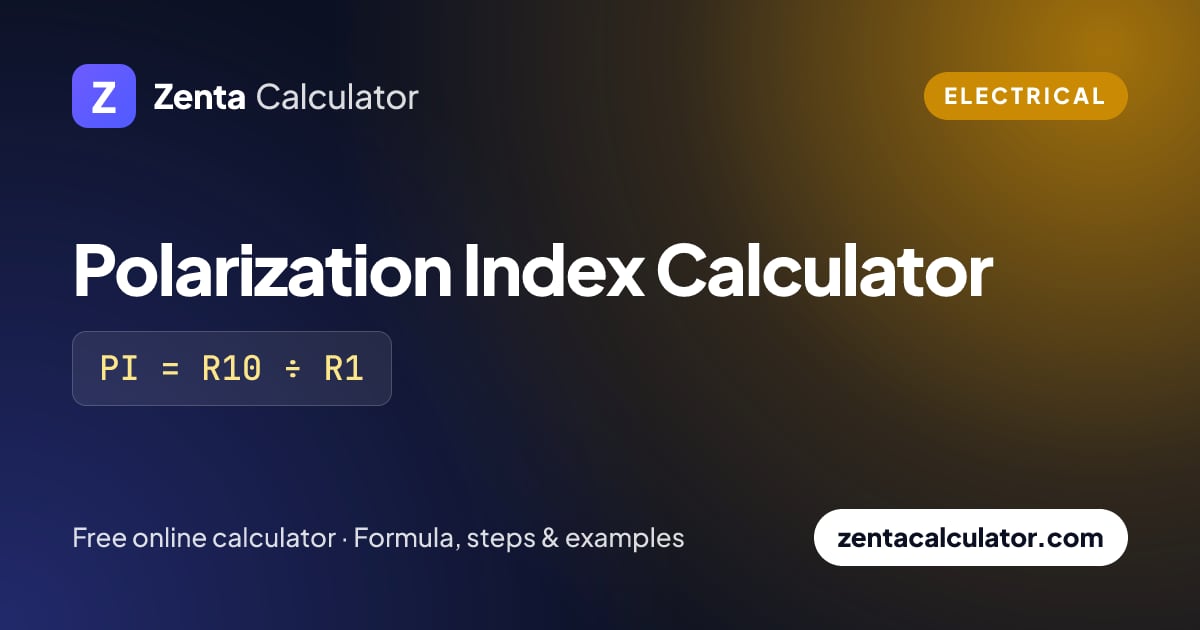 Z
Zenta Calculator
ELECTRICAL
Polarization Index Calculator
PI = R10 ÷ R1
Free online calculator · Formula, steps & examples
zentacalculator.com